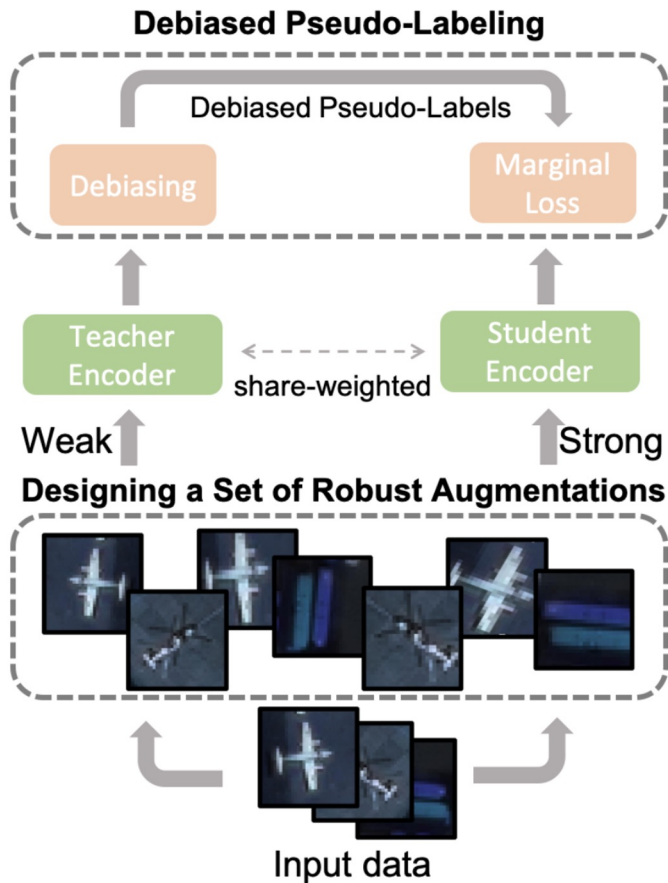 Debiased Pseudo-Labeling
Debiased Pseudo-Labels
Debiasing
Marginal
Loss
Teacher
Encoder
Student
Encoder
share-weighted
Weak
Strong
Designing a Set of Robust Augmentations
Input data